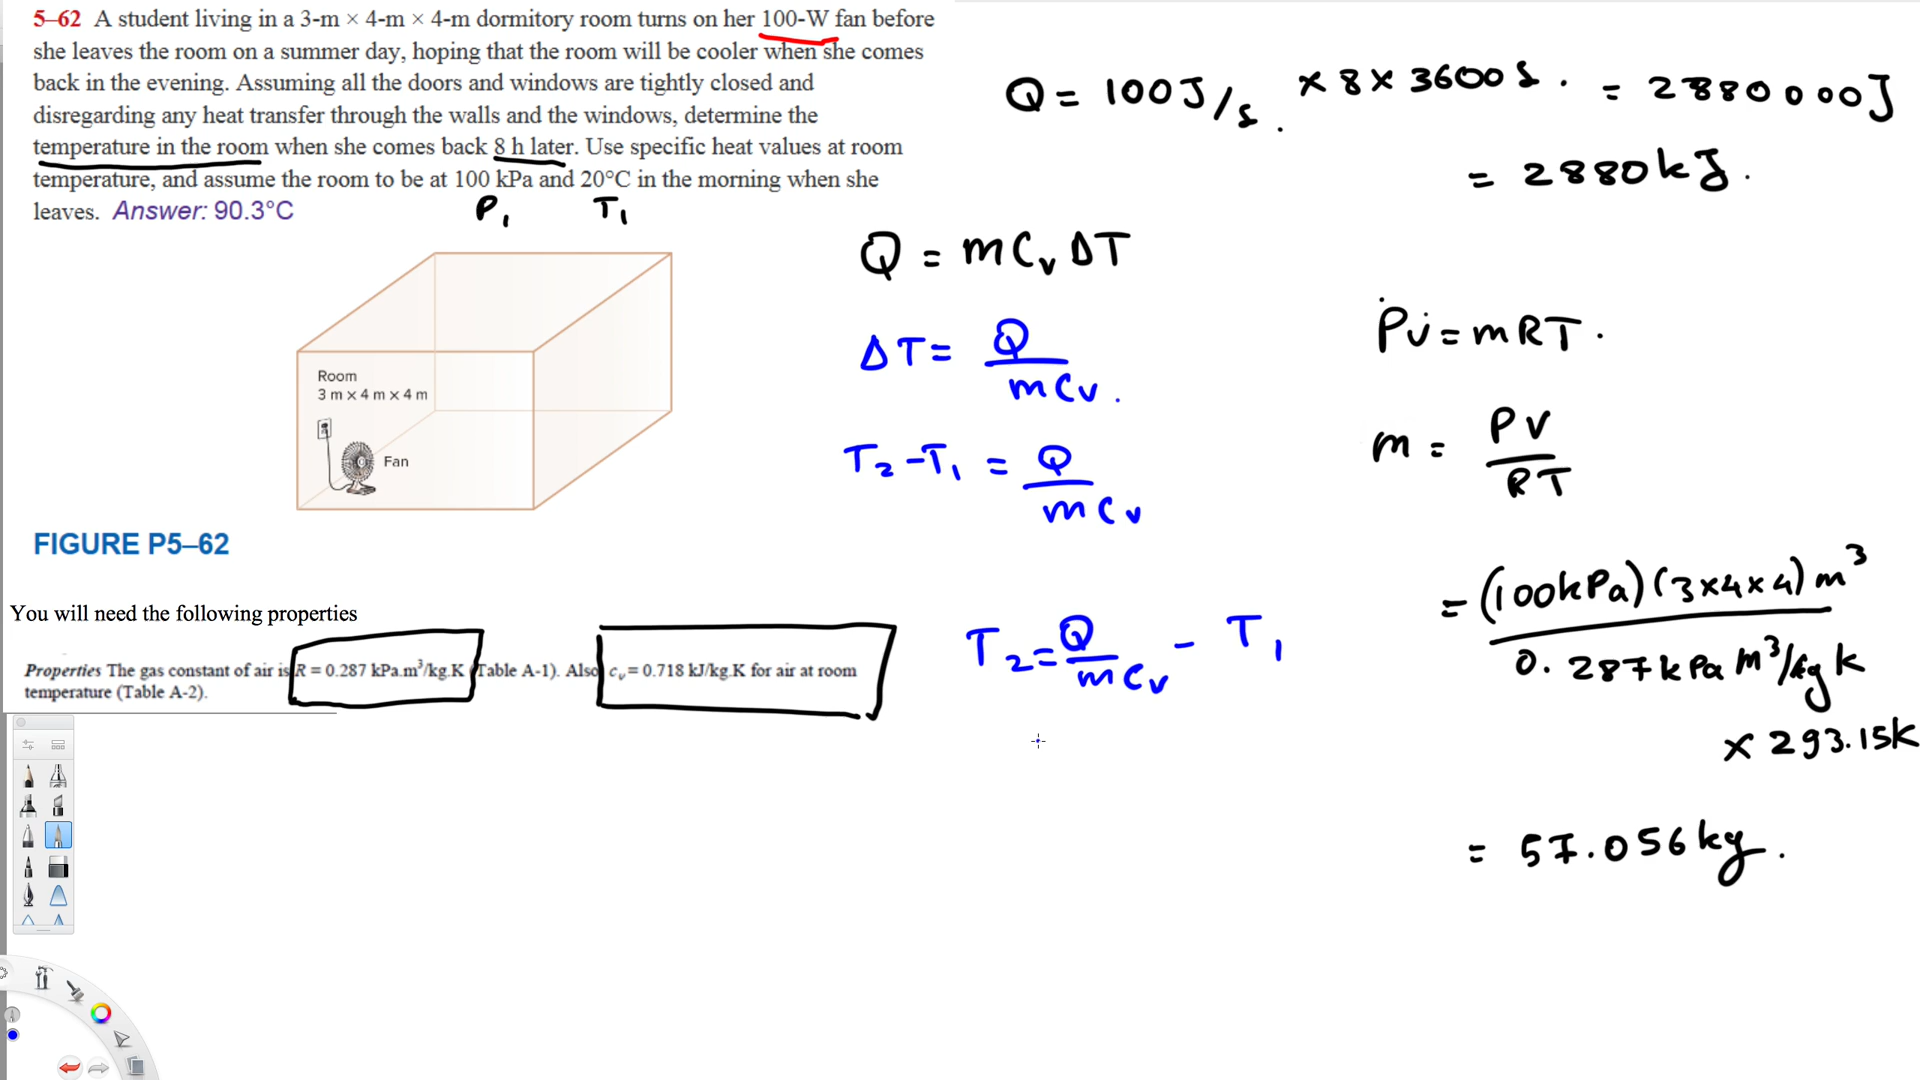 5–62 A student living in a 3-m × 4-m × 4-m dormitory room turns on her 100-W fan before
she leaves the room on a summer day, hoping that the room will be cooler when she comes
back in the evening. Assuming all the doors and windows are tightly closed and
disregarding any heat transfer through the walls and the windows, determine the
temperature in the room when she comes back 8 h later. Use specific heat values at room
temperature, and assume the room to be at 100 kPa and 20°C in the morning when she
leaves. Answer: 90.3°C
P₁ T₁
Room
3 m × 4 m × 4 m
Fan
FIGURE P5–62
You will need the following properties
Properties The gas constant of air is R = 0.287 kPa.m³/kg.K (Table A-1). Also cᵥ = 0.718 kJ/kg.K for air at room
temperature (Table A-2).
Q = 100J/s. × 8 × 3600 s. = 2880000J
= 2880kJ.
Q = m Cᵥ ΔT
ΔT = Q / m Cᵥ.
T₂ – T₁ = Q / m Cᵥ
T₂ = Q / m Cᵥ – T₁
PV = mRT.
m = PV / RT
= (100kPa)(3×4×4)m³ / 0.287kPa m³/kg K
× 293.15K
= 57.056kg.